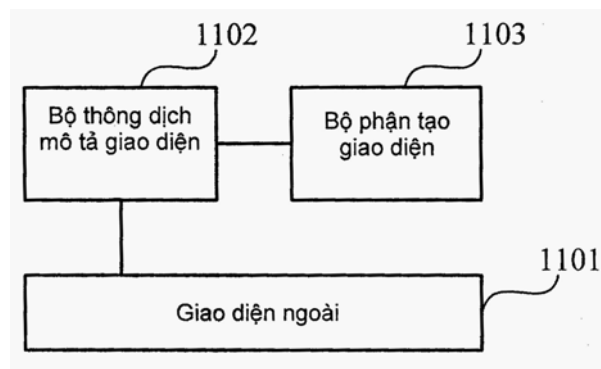 1102
1103
Bộ thông dịch
mô tả giao diện
Bộ phận tạo
giao diện
1101
Giao diện ngoài